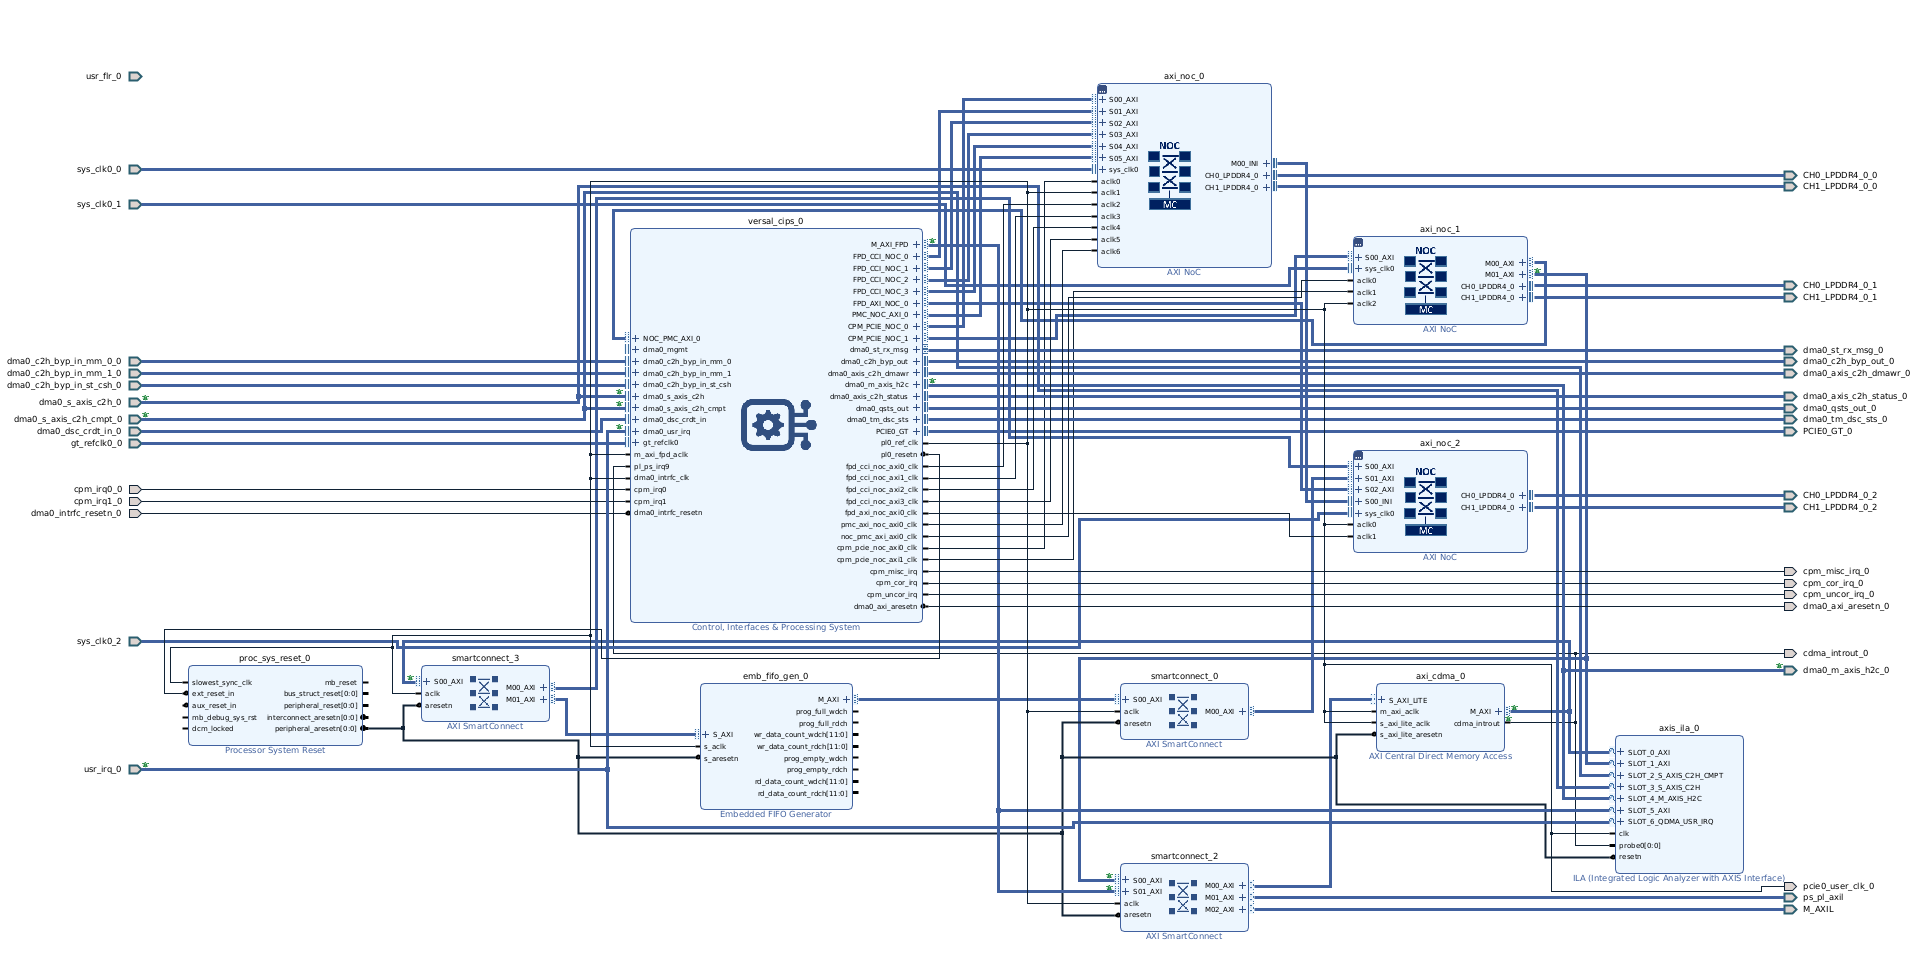 usr_flr_0
sys_clk0_0
sys_clk0_1
dma0_c2h_byp_in_mm_0_0
dma0_c2h_byp_in_mm_1_0
dma0_c2h_byp_in_st_csh_0
dma0_s_axis_c2h_0
dma0_s_axis_c2h_cmpt_0
dma0_dsc_crdt_in_0
gt_refclk0_0
cpm_irq0_0
cpm_irq1_0
dma0_intrfc_resetn_0
sys_clk0_2
usr_irq_0
proc_sys_reset_0
slowest_sync_clk
ext_reset_in
aux_reset_in
mb_debug_sys_rst
dcm_locked
mb_reset
bus_struct_reset[0:0]
peripheral_reset[0:0]
interconnect_aresetn[0:0]
peripheral_aresetn[0:0]
Processor System Reset
smartconnect_3
S00_AXI
aclk
aresetn
M00_AXI
M01_AXI
AXI SmartConnect
versal_cips_0
NOC_PMC_AXI_0
dma0_mgmt
dma0_c2h_byp_in_mm_0
dma0_c2h_byp_in_mm_1
dma0_c2h_byp_in_st_csh
dma0_s_axis_c2h
dma0_s_axis_c2h_cmpt
dma0_dsc_crdt_in
dma0_usr_irq
gt_refclk0
m_axi_fpd_aclk
pl_ps_irq9
dma0_intrfc_clk
cpm_irq0
cpm_irq1
dma0_intrfc_resetn
M_AXI_FPD
FPD_CCI_NOC_0
FPD_CCI_NOC_1
FPD_CCI_NOC_2
FPD_CCI_NOC_3
FPD_AXI_NOC_0
PMC_NOC_AXI_0
CPM_PCIE_NOC_0
CPM_PCIE_NOC_1
dma0_st_rx_msg
dma0_c2h_byp_out
dma0_axis_c2h_dmawr
dma0_m_axis_h2c
dma0_axis_c2h_status
dma0_qsts_out
dma0_tm_dsc_sts
PCIE0_GT
pl0_ref_clk
pl0_resetn
fpd_cci_noc_axi0_clk
fpd_cci_noc_axi1_clk
fpd_cci_noc_axi2_clk
fpd_cci_noc_axi3_clk
fpd_axi_noc_axi0_clk
pmc_axi_noc_axi0_clk
noc_pmc_axi_axi0_clk
cpm_pcie_noc_axi0_clk
cpm_pcie_noc_axi1_clk
cpm_misc_irq
cpm_cor_irq
cpm_uncor_irq
dma0_axi_aresetn
Control, Interfaces & Processing System
emb_fifo_gen_0
S_AXI
s_aclk
s_aresetn
M_AXI
prog_full_wdch
prog_full_rdch
wr_data_count_wdch[11:0]
wr_data_count_rdch[11:0]
prog_empty_wdch
prog_empty_rdch
rd_data_count_wdch[11:0]
rd_data_count_rdch[11:0]
Embedded FIFO Generator
axi_noc_0
S00_AXI
S01_AXI
S02_AXI
S03_AXI
S04_AXI
S05_AXI
sys_clk0
aclk0
aclk1
aclk2
aclk3
aclk4
aclk5
aclk6
NOC
MC
M00_INI
CH0_LPDDR4_0
CH1_LPDDR4_0
AXI NoC
axi_noc_1
S00_AXI
sys_clk0
aclk0
aclk1
aclk2
NOC
MC
M00_AXI
M01_AXI
CH0_LPDDR4_0
CH1_LPDDR4_0
AXI NoC
axi_noc_2
S00_AXI
S01_AXI
S02_AXI
S00_INI
sys_clk0
aclk0
aclk1
NOC
MC
CH0_LPDDR4_0
CH1_LPDDR4_0
AXI NoC
smartconnect_0
S00_AXI
aclk
aresetn
M00_AXI
AXI SmartConnect
axi_cdma_0
S_AXI_LITE
m_axi_aclk
s_axi_lite_aclk
s_axi_lite_aresetn
M_AXI
cdma_introut
AXI Central Direct Memory Access
smartconnect_2
S00_AXI
S01_AXI
aclk
aresetn
M00_AXI
M01_AXI
M02_AXI
AXI SmartConnect
axis_ila_0
SLOT_0_AXI
SLOT_1_AXI
SLOT_2_S_AXIS_C2H_CMPT
SLOT_3_S_AXIS_C2H
SLOT_4_M_AXIS_H2C
SLOT_5_AXI
SLOT_6_QDMA_USR_IRQ
clk
probe0[0:0]
resetn
ILA (Integrated Logic Analyzer with AXIS Interface)
CH0_LPDDR4_0_0
CH1_LPDDR4_0_0
CH0_LPDDR4_0_1
CH1_LPDDR4_0_1
dma0_st_rx_msg_0
dma0_c2h_byp_out_0
dma0_axis_c2h_dmawr_0
dma0_axis_c2h_status_0
dma0_qsts_out_0
dma0_tm_dsc_sts_0
PCIE0_GT_0
CH0_LPDDR4_0_2
CH1_LPDDR4_0_2
cpm_misc_irq_0
cpm_cor_irq_0
cpm_uncor_irq_0
dma0_axi_aresetn_0
cdma_introut_0
dma0_m_axis_h2c_0
pcie0_user_clk_0
ps_pl_axil
M_AXIL